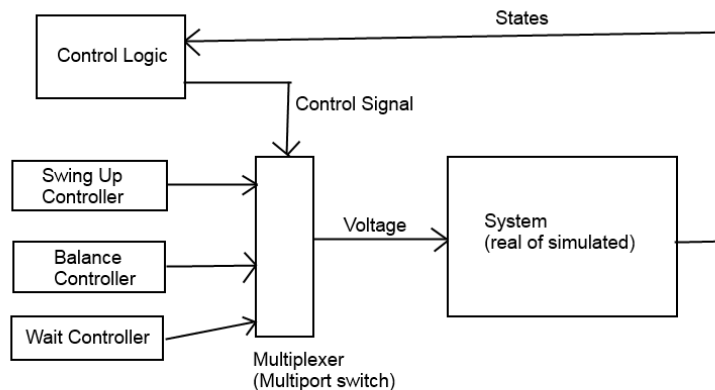 States
Control Logic
Control Signal
Swing Up
Controller
Voltage
System
(real of simulated)
Balance
Controller
Wait Controller
Multiplexer
(Multiport switch)